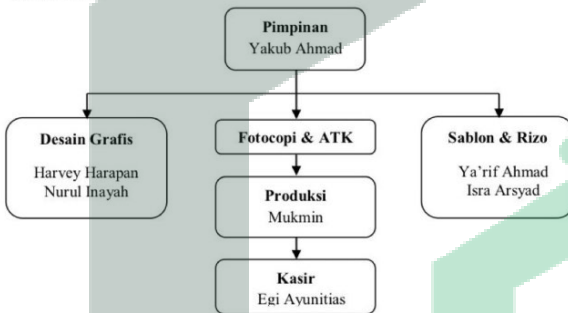 Pimpinan
Yakub Ahmad
Desain Grafis
Harvey Harapan
Nurul Inayah
Fotocopi & ATK
Sablon & Rizo
Ya'rif Ahmad
Isra Arsyad
Produksi
Mukmin
Kasir
Egi Ayunitias